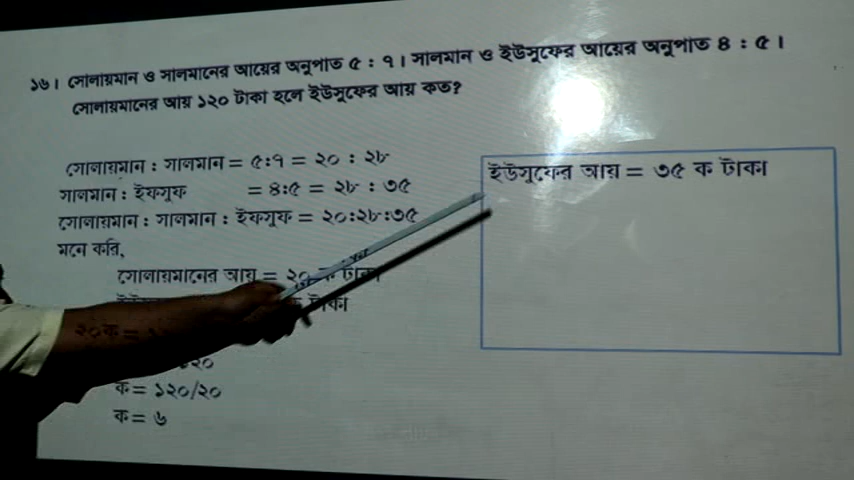 ১৬। সোলায়মান ও সালমানের আয়ের অনুপাত ৫ : ৭। সালমান ও ইউসুফের আয়ের অনুপাত ৪ : ৫।
সোলায়মানের আয় ১২০ টাকা হলে ইউসুফের আয় কত?
সোলায়মান : সালমান = ৫:৭ = ২০ : ২৮
সালমান : ইফসুফ = ৪:৫ = ২৮ : ৩৫
সোলায়মান : সালমান : ইফসুফ = ২০:২৮:৩৫
মনে করি,
সোলায়মানের আয় = ২০ ক টাকা
টাকা
২০ক =
২০
ক = ১২০/২০
ক = ৬
ইউসুফের আয় = ৩৫ ক টাকা